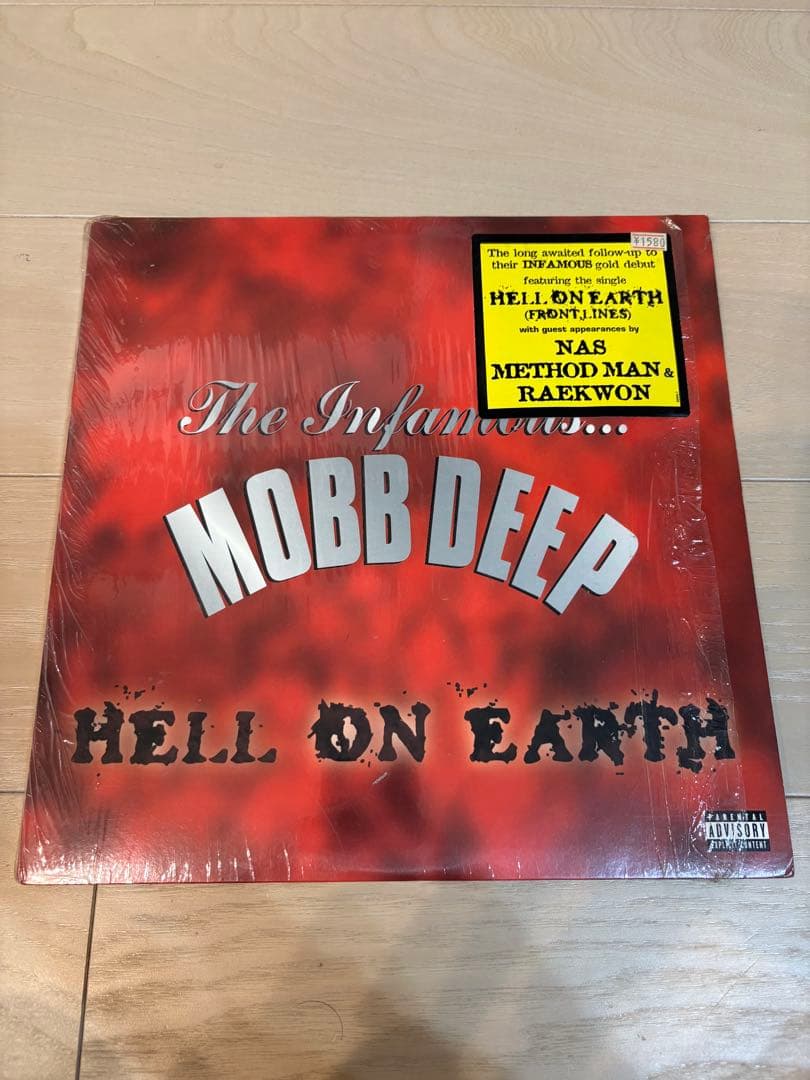 ¥1580
The long awaited follow-up to
their INFAMOUS gold debut
featuring the single
HELL ON EARTH
(FRONT LINES)
with guest appearances by
NAS
METHOD MAN &
RAEKWON
The Infamous...
MOBB DEEP
HELL ON EARTH
PARENTAL
ADVISORY
EXPLICIT CONTENT